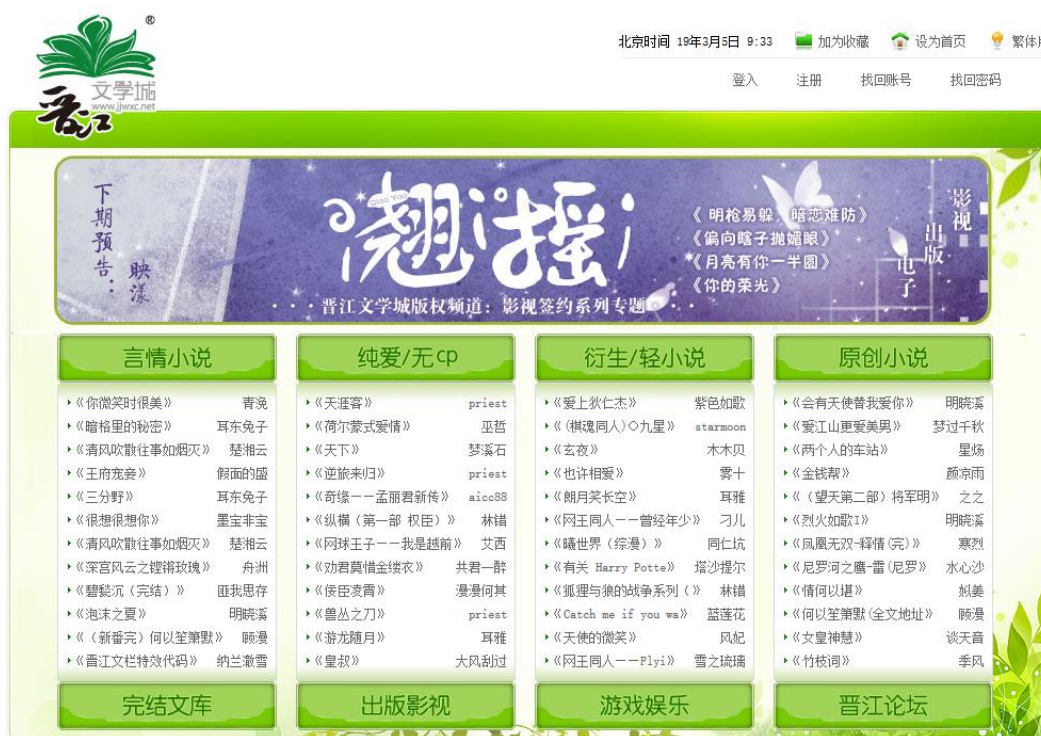 ®
文学城
www.jjwxc.net
晋江
北京时间 19年3月5日 9:33 加为收藏 设为首页 繁体
登入 注册 找回账号 找回密码
下期预告：映漾
翘摇
Qiao Yao
《明枪易躲，暗恋难防》
《偏向瞎子抛媚眼》
《月亮有你一半圆》
《你的荣光》
影视
出版
电子
晋江文学城版权频道：影视签约系列专题
言情小说
《你微笑时很美》 青浼
《暗格里的秘密》 耳东兔子
《清风吹散往事如烟灭》 楚湘云
《王府宠妾》 假面的盛
《三分野》 耳东兔子
《很想很想你》 墨宝非宝
《清风吹散往事如烟灭》 楚湘云
《深宫风云之铿锵玫瑰》 舟洲
《碧甃沉（完结）》 匪我思存
《泡沫之夏》 明晓溪
《（新番完）何以笙箫默》 顾漫
《晋江文栏特效代码》 纳兰澈雪
纯爱/无cp
《天涯客》 priest
《荷尔蒙式爱情》 巫哲
《天下》 梦溪石
《逆旅来归》 priest
《奇缘——孟丽君新传》 aicc88
《纵横（第一部 权臣）》 林错
《网球王子——我是越前》 艾西
《劝君莫惜金缕衣》 共君一醉
《佞臣凌霄》 漫漫何其
《兽丛之刀》 priest
《游龙随月》 耳雅
《皇叔》 大风刮过
衍生/轻小说
《爱上狄仁杰》 紫色如歌
《（棋魂同人）◇九星》 starmoon
《玄夜》 木木贝
《也许相爱》 雾十
《朗月笑长空》 耳雅
《网王同人——曾经年少》 刁儿
《曦世界（综漫）》 同仁坑
《有关 Harry Potte》 塔沙提尔
《狐狸与狼的战争系列（》 林错
《Catch me if you wa》 蓝莲花
《天使的微笑》 风妃
《网王同人——Flyi》 雪之琉璃
原创小说
《会有天使替我爱你》 明晓溪
《爱江山更爱美男》 梦过千秋
《两个人的车站》 星炀
《金钱帮》 颜凉雨
《（望天第二部）将军明》 之之
《烈火如歌I》 明晓溪
《凤凰无双-释情(完)》 寒烈
《尼罗河之鹰-雷(尼罗》 水心沙
《情何以堪》 妫姜
《何以笙箫默(全文地址》 顾漫
《女皇神慧》 谈天音
《竹枝词》 季风
完结文库
出版影视
游戏娱乐
晋江论坛